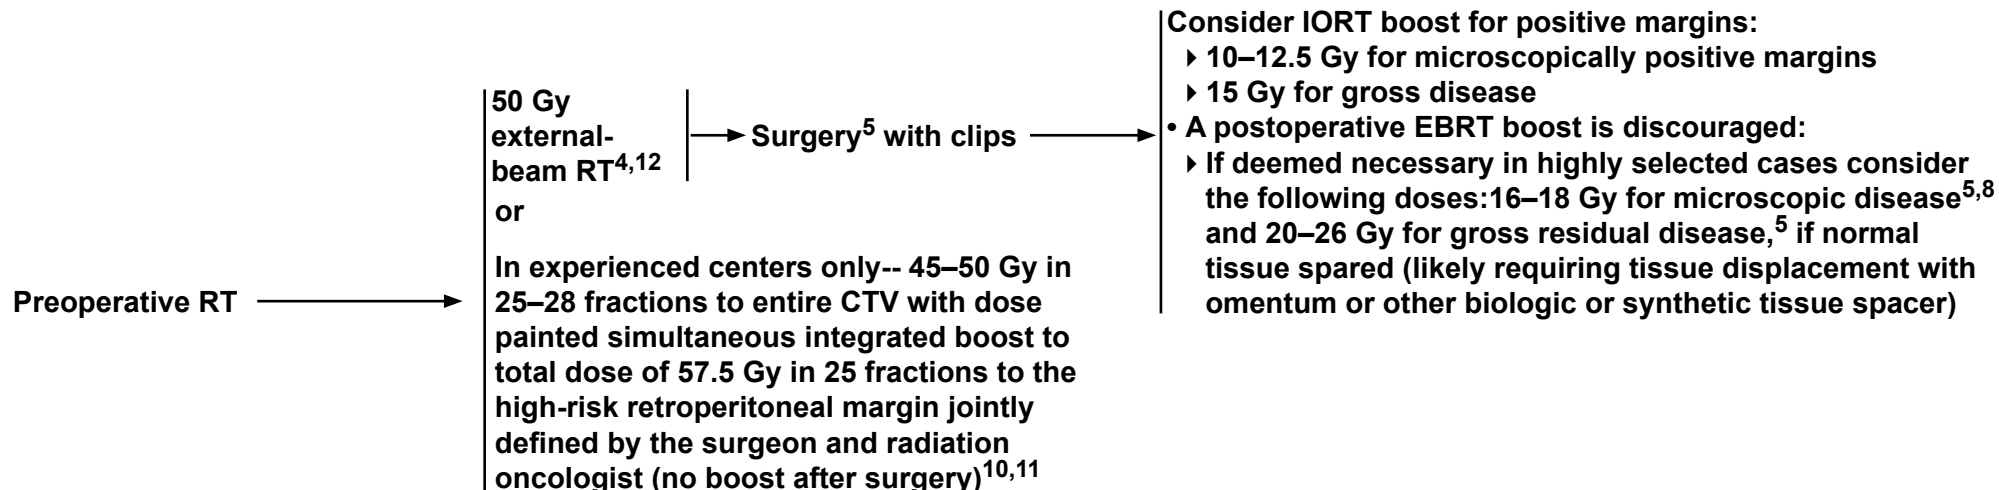 Preoperative RT
50 Gy
external-
beam RT4,12
or
In experienced centers only-- 45–50 Gy in
25–28 fractions to entire CTV with dose
painted simultaneous integrated boost to
total dose of 57.5 Gy in 25 fractions to the
high-risk retroperitoneal margin jointly
defined by the surgeon and radiation
oncologist (no boost after surgery)10,11
Surgery5 with clips
Consider IORT boost for positive margins:
10–12.5 Gy for microscopically positive margins
15 Gy for gross disease
• A postoperative EBRT boost is discouraged:
If deemed necessary in highly selected cases consider
the following doses:16–18 Gy for microscopic disease5,8
and 20–26 Gy for gross residual disease,5 if normal
tissue spared (likely requiring tissue displacement with
omentum or other biologic or synthetic tissue spacer)